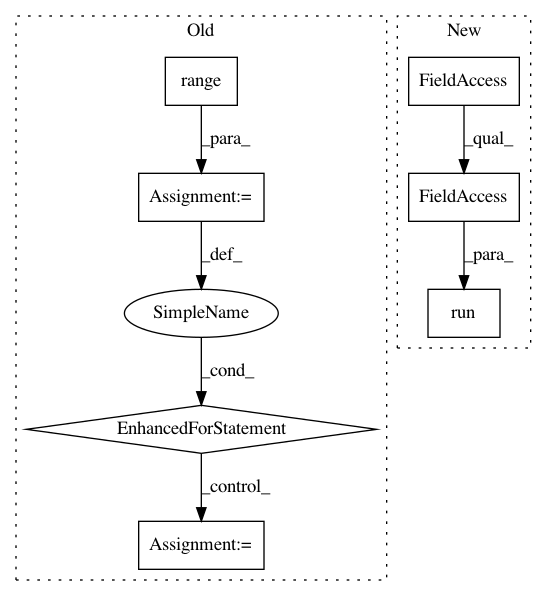 Old
range
_para_
Assignment:=
_def_
SimpleName
_cond_
EnhancedForStatement
_control_
Assignment:=
New
FieldAccess
_qual_
FieldAccess
_para_
run